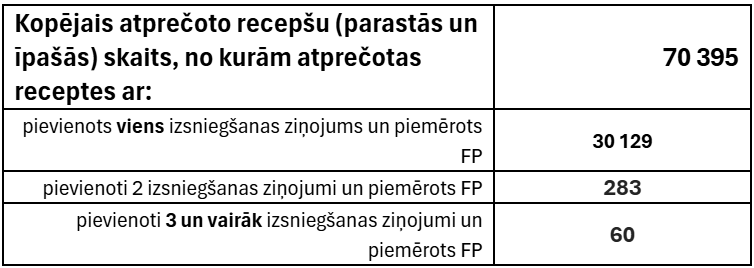 Kopējais atprečoto recepšu (parastās un
īpašās) skaits, no kurām atprečotas
receptes ar:
70 395
pievienots viens izsniegšanas ziņojums un piemērots
FP
30 129
pievienoti 2 izsniegšanas ziņojumi un piemērots FP
283
pievienoti 3 un vairāk izsniegšanas ziņojumi un
piemērots FP
60